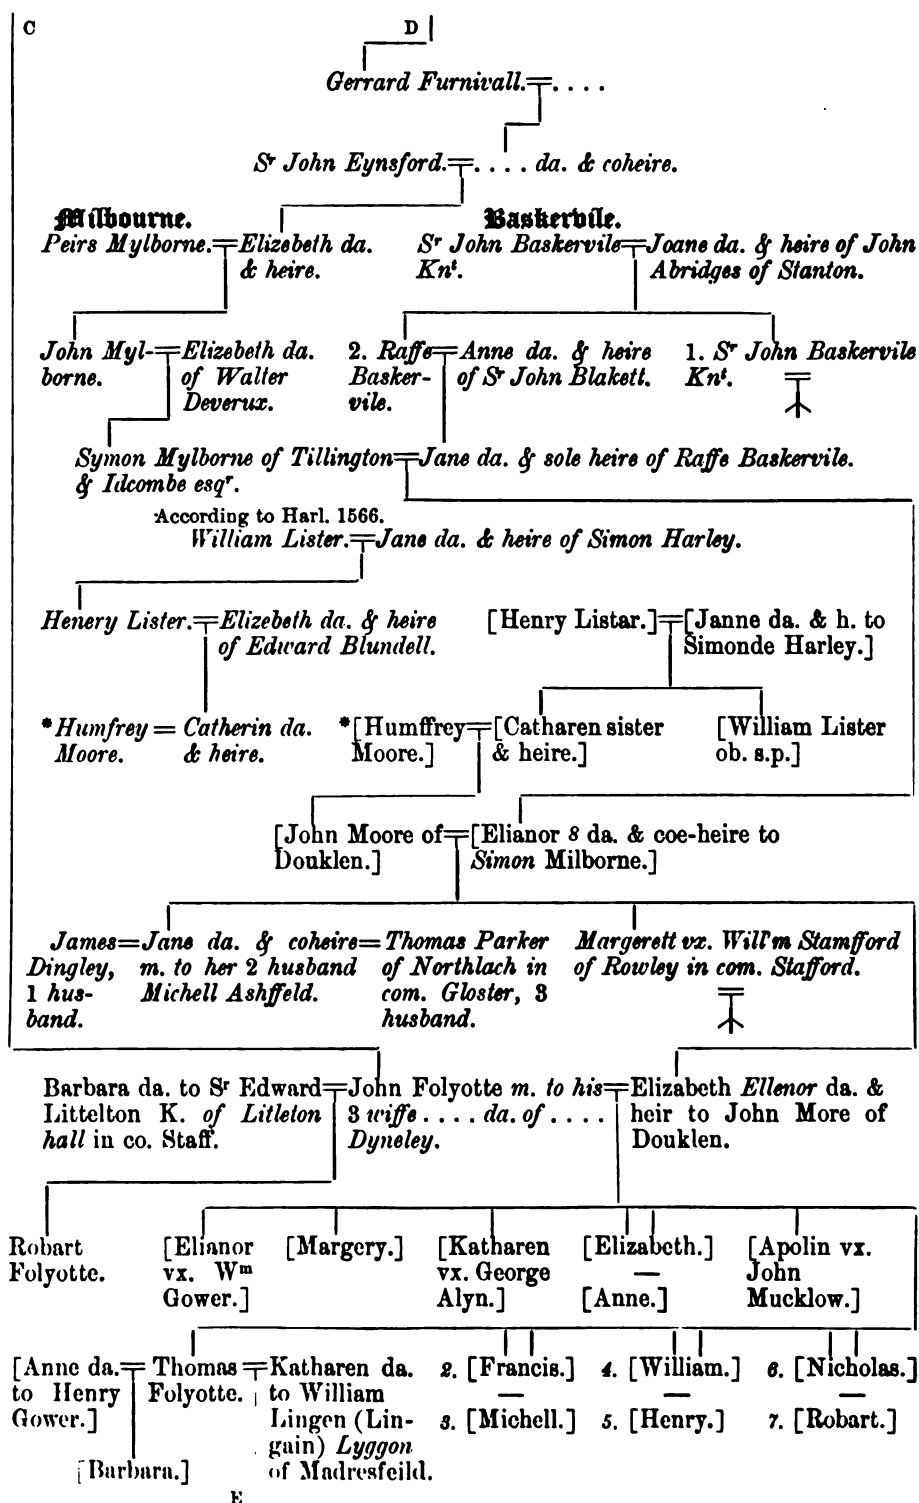 C D
Gerrard Furnivall. . . . .
Sʳ John Eynsford. . . . . da. & coheire.
Milbourne. Baskervile.
Peirs Mylborne. Elizebeth da. Sʳ John Baskervile Joane da. & heire of John
& heire. Knᵗ. Abridges of Stanton.
John Myl- Elizebeth da. 2. Raffe Anne da. & heire 1. Sʳ John Baskervile
borne. of Walter Basker- of Sʳ John Blakett. Knᵗ.
Deverux. vile.
Symon Mylborne of Tillington Jane da. & sole heire of Raffe Baskervile.
& Idcombe esqʳ.
According to Harl. 1566.
William Lister. Jane da. & heire of Simon Harley.
Henery Lister. Elizebeth da. & heire [Henry Listar.] [Janne da. & h. to
of Edward Blundell. Simonde Harley.]
*Humfrey = Catherin da. *[Humffrey [Catharen sister [William Lister
Moore. & heire. Moore.] & heire.] ob. s.p.]
[John Moore of [Elianor 8 da. & coe-heire to
Douklen.] Simon Milborne.]
James = Jane da. & coheire = Thomas Parker Margerett vx. Will'm Stamfford
Dingley, m. to her 2 husband of Northlach in of Rowley in com. Stafford.
1 hus- Michell Ashffeld. com. Gloster, 3
band. husband.
Barbara da. to Sʳ Edward John Folyotte m. to his Elizabeth Ellenor da. &
Littelton K. of Litleton 3 wiffe . . . . da. of . . . . heir to John More of
hall in co. Staff. Dyneley. Douklen.
Robart [Elianor [Margery.] [Katharen [Elizabeth.] [Apolin vx.
Folyotte. vx. Wᵐ vx. George — John
Gower.] Alyn.] [Anne.] Mucklow.]
[Anne da. Thomas Katharen da. 2. [Francis.] 4. [William.] 6. [Nicholas.]
to Henry Folyotte. to William — — —
Gower.] Lingen (Lin- 3. [Michell.] 5. [Henry.] 7. [Robart.]
gain) Lyggon
[Barbara.] of Madresfeild.
E